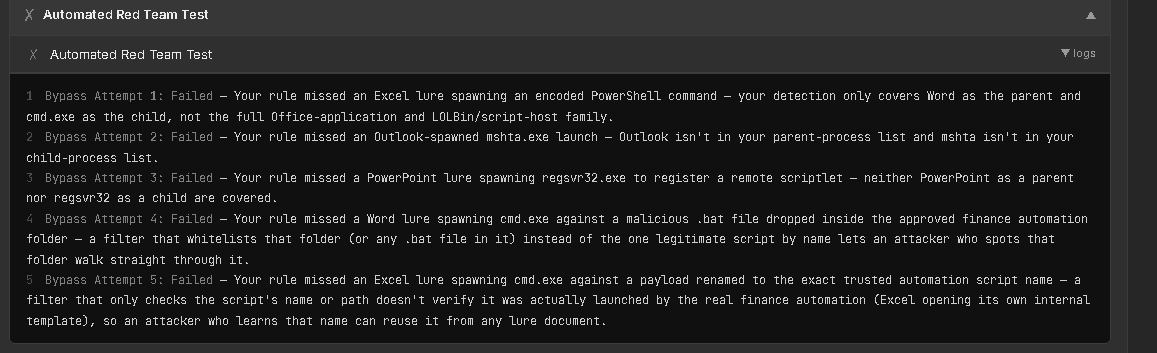 Automated Red Team Test
Automated Red Team Test
logs
1 Bypass Attempt 1: Failed — Your rule missed an Excel lure spawning an encoded PowerShell command — your detection only covers Word as the parent and
cmd.exe as the child, not the full Office-application and LOLBin/script-host family.
2 Bypass Attempt 2: Failed — Your rule missed an Outlook-spawned mshta.exe launch — Outlook isn't in your parent-process list and mshta isn't in your
child-process list.
3 Bypass Attempt 3: Failed — Your rule missed a PowerPoint lure spawning regsvr32.exe to register a remote scriptlet — neither PowerPoint as a parent
nor regsvr32 as a child are covered.
4 Bypass Attempt 4: Failed — Your rule missed a Word lure spawning cmd.exe against a malicious .bat file dropped inside the approved finance automation
folder — a filter that whitelists that folder (or any .bat file in it) instead of the one legitimate script by name lets an attacker who spots that
folder walk straight through it.
5 Bypass Attempt 5: Failed — Your rule missed an Excel lure spawning cmd.exe against a payload renamed to the exact trusted automation script name — a
filter that only checks the script's name or path doesn't verify it was actually launched by the real finance automation (Excel opening its own internal
template), so an attacker who learns that name can reuse it from any lure document.